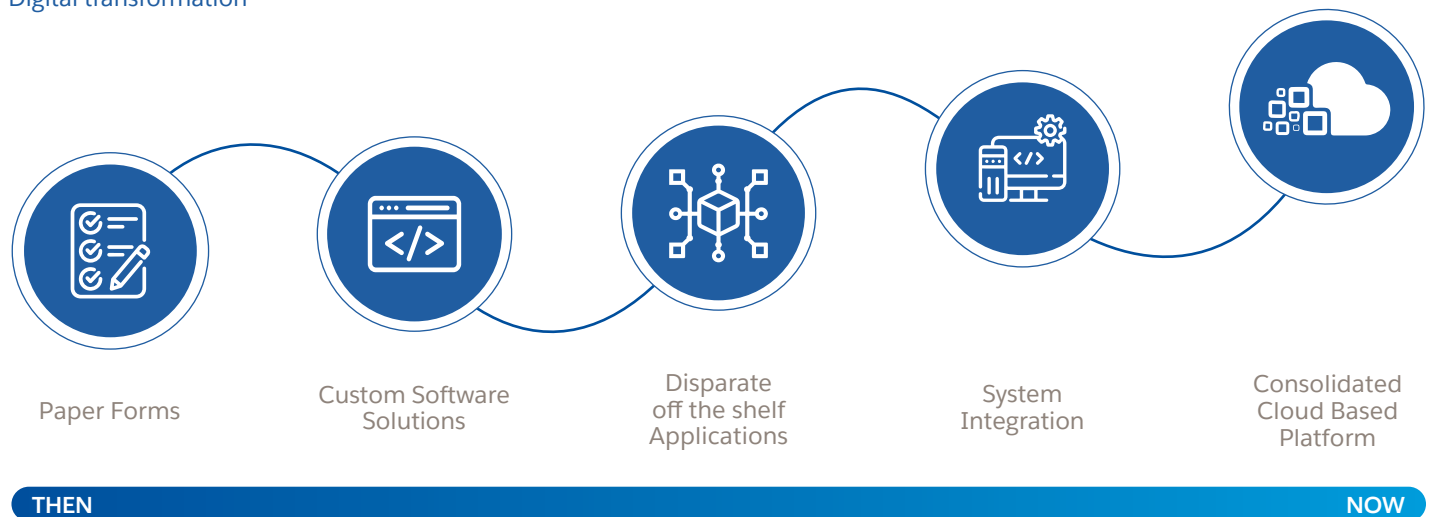 Digital transformation
Paper Forms
Custom Software
Solutions
Disparate
off the shelf
Applications
System
Integration
Consolidated
Cloud Based
Platform
THEN
NOW